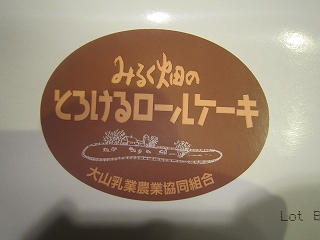 みるく畑の
とろけるロールケーキ
大山乳業農業協同組合
Lot